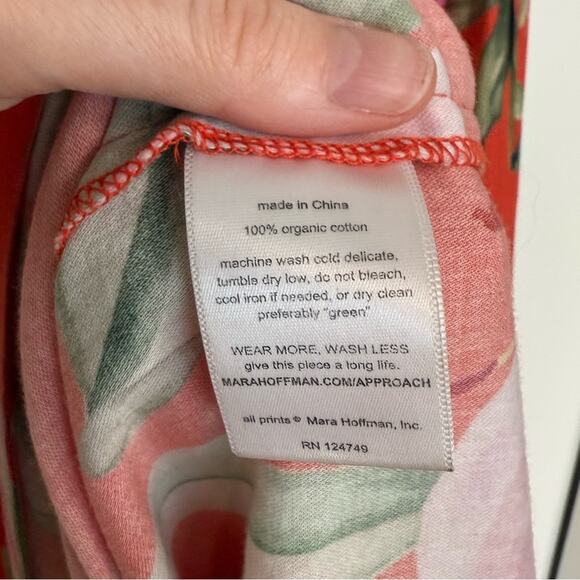 made in China
100% organic cotton
machine wash cold delicate,
tumble dry low, do not bleach,
cool iron if needed, or dry clean
preferably "green"
WEAR MORE, WASH LESS
give this piece a long life.
MARAHOFFMAN.COM/APPROACH
all prints © Mara Hoffman, Inc.
RN 124749